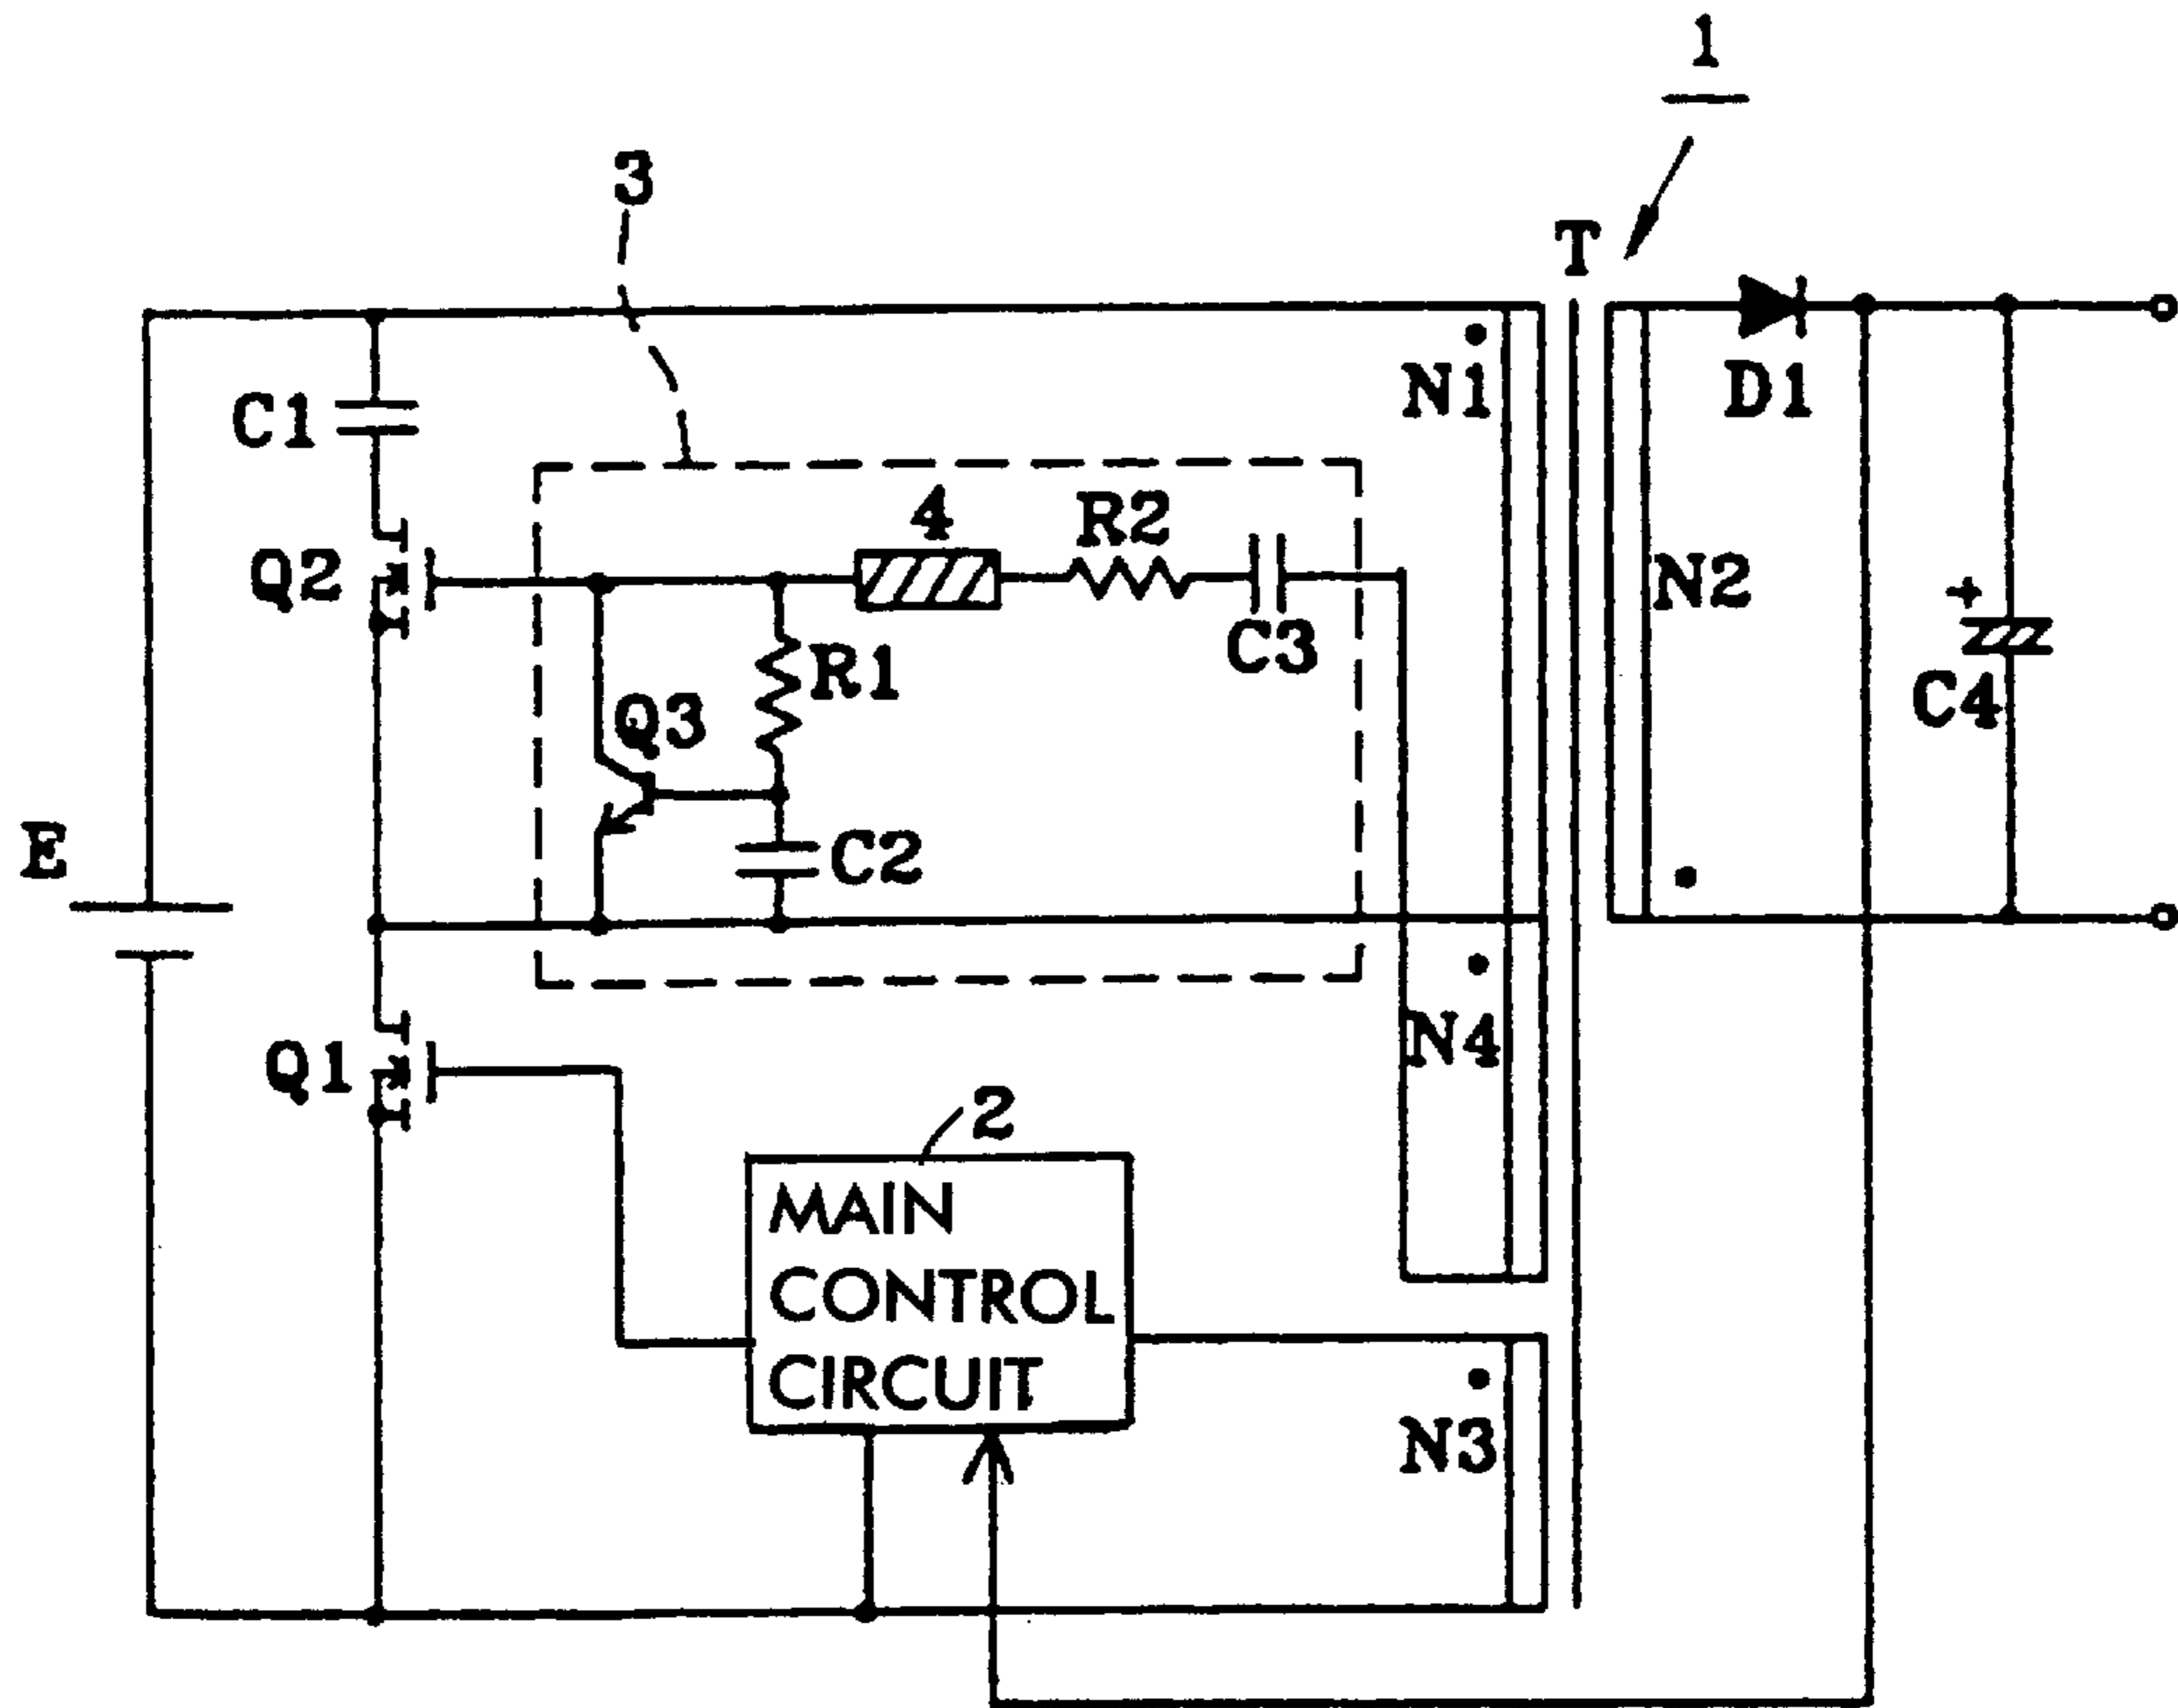 1
3
T
N1
D1
C1
4
R2
Q2
N2
+
C3
R1
C4
Q3
E
C2
N4
Q1
2
MAIN
CONTROL
CIRCUIT
N3